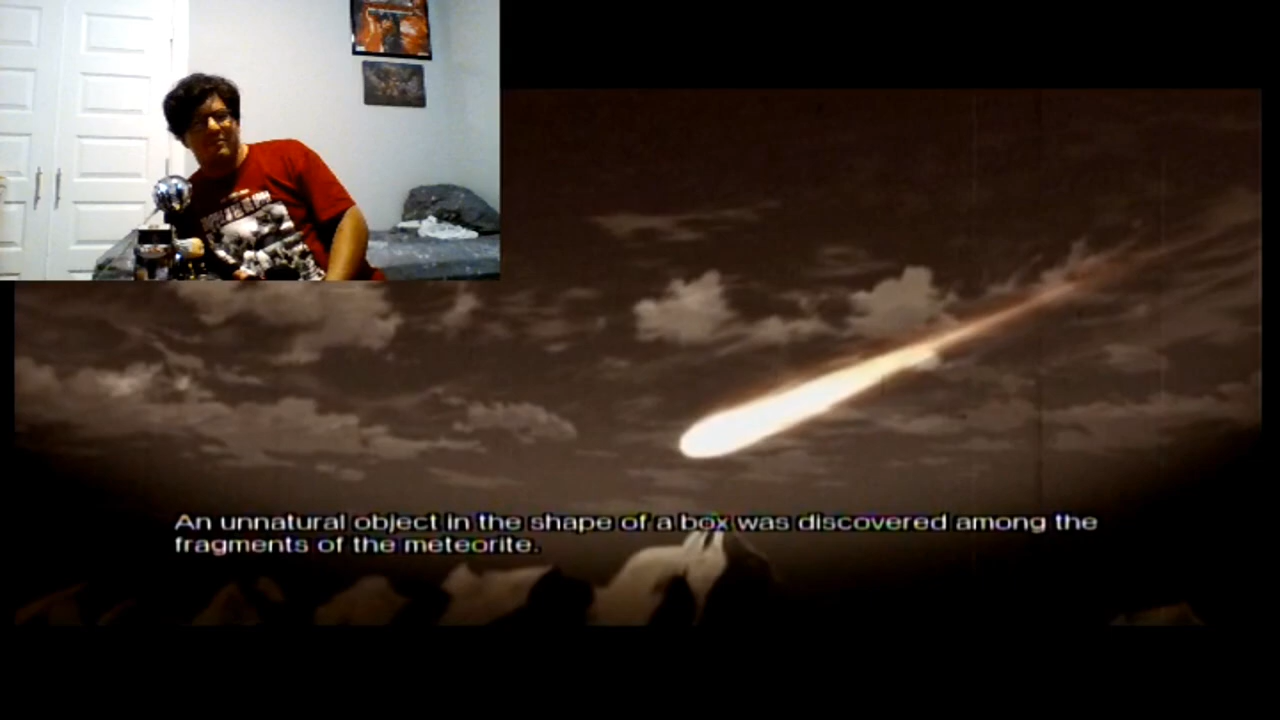 An unnatural object in the shape of a box was discovered among the
fragments of the meteorite.